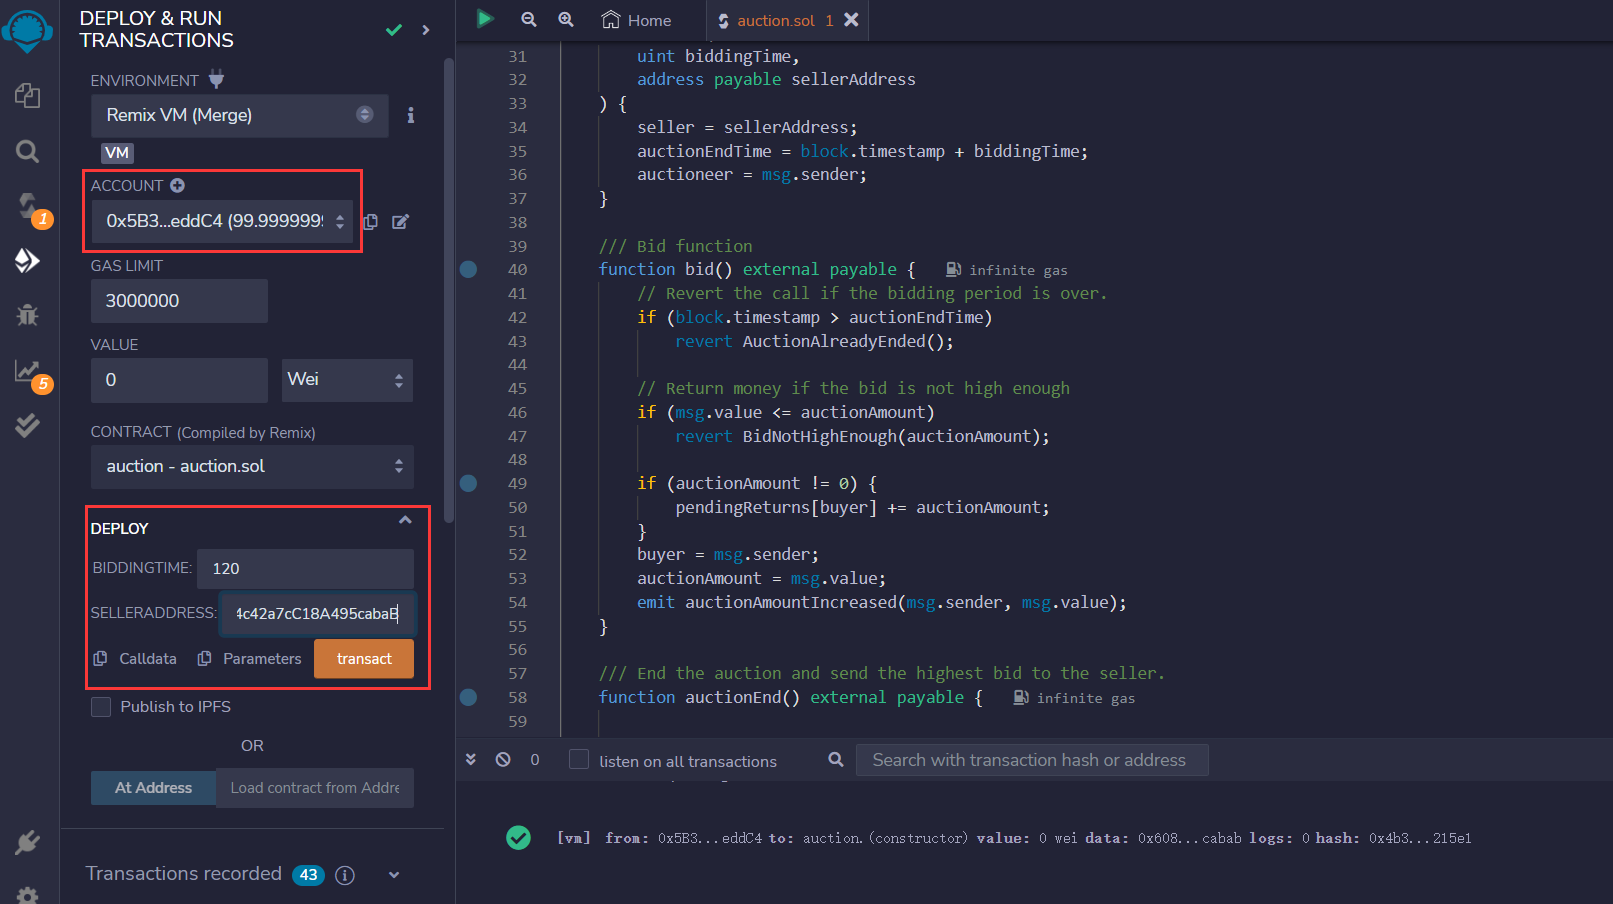 DEPLOY & RUN
TRANSACTIONS
ENVIRONMENT
Remix VM (Merge)
VM
ACCOUNT
0x5B3...eddC4 (99.9999999
GAS LIMIT
3000000
VALUE
0
Wei
CONTRACT (Compiled by Remix)
auction - auction.sol
DEPLOY
BIDDINGTIME: 120
SELLERADDRESS: 4c42a7cC18A495cabaB
Calldata Parameters transact
Publish to IPFS
OR
At Address Load contract from Addre
Transactions recorded 43 i
1
5
Home
auction.sol 1
31 uint biddingTime,
32 address payable sellerAddress
33 ) {
34 seller = sellerAddress;
35 auctionEndTime = block.timestamp + biddingTime;
36 auctioneer = msg.sender;
37 }
38
39 /// Bid function
40 function bid() external payable { infinite gas
41 // Revert the call if the bidding period is over.
42 if (block.timestamp > auctionEndTime)
43 revert AuctionAlreadyEnded();
44
45 // Return money if the bid is not high enough
46 if (msg.value <= auctionAmount)
47 revert BidNotHighEnough(auctionAmount);
48
49 if (auctionAmount != 0) {
50 pendingReturns[buyer] += auctionAmount;
51 }
52 buyer = msg.sender;
53 auctionAmount = msg.value;
54 emit auctionAmountIncreased(msg.sender, msg.value);
55 }
56
57 /// End the auction and send the highest bid to the seller.
58 function auctionEnd() external payable { infinite gas
59
0 listen on all transactions Search with transaction hash or address
[vm] from: 0x5B3...eddC4 to: auction.(constructor) value: 0 wei data: 0x608...cabab logs: 0 hash: 0x4b3...215e1